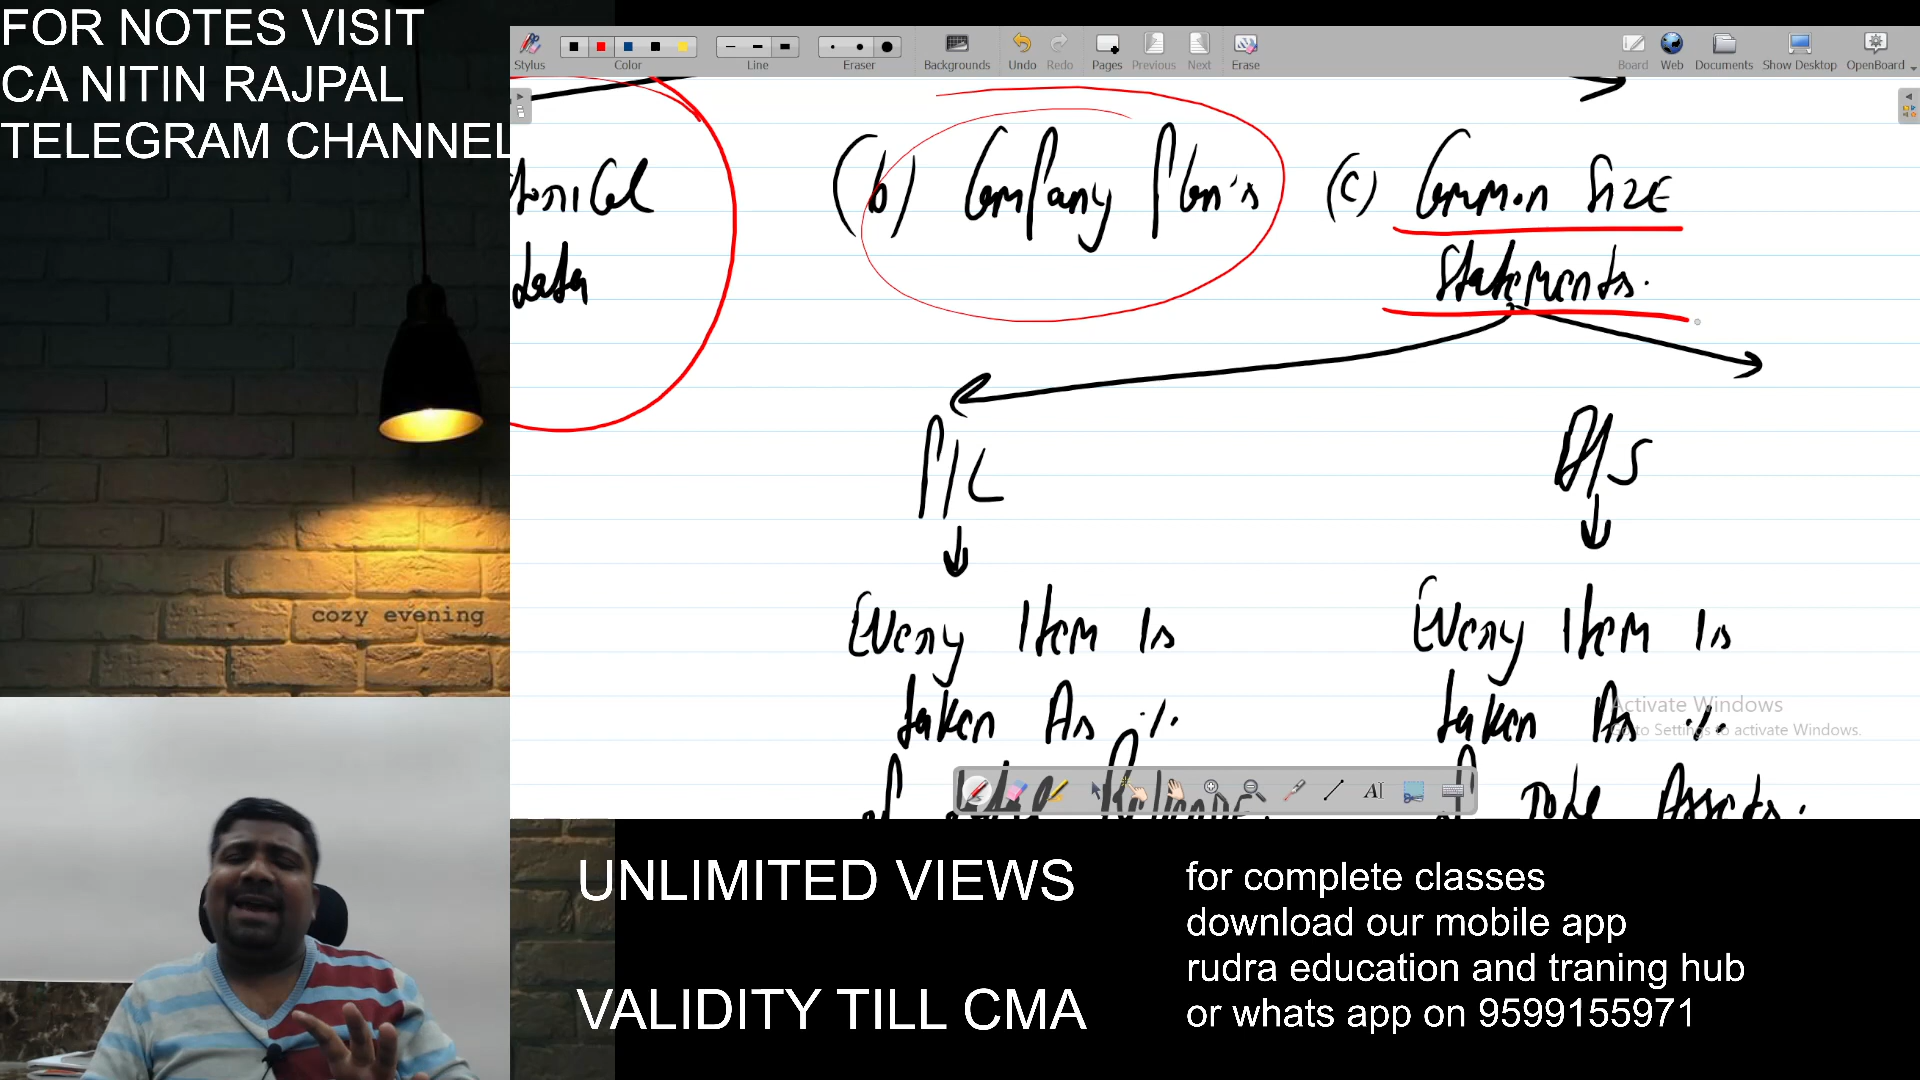 FOR NOTES VISIT
CA NITIN RAJPAL
TELEGRAM CHANNEL
Stylus
Color
Line
Eraser
Backgrounds
Undo
Redo
Pages
Previous
Next
Erase
Board
Web
Documents
Show Desktop
OpenBoard
(b) Company Plan's
(c) Common Size
Statements.
data
P/L
B/S
Every Item Is
taken As %
Every Item Is
taken As %
of Total Assets.
Activate Windows
Go to Settings to activate Windows.
cozy evening
UNLIMITED VIEWS
VALIDITY TILL CMA
for complete classes
download our mobile app
rudra education and traning hub
or whats app on 9599155971